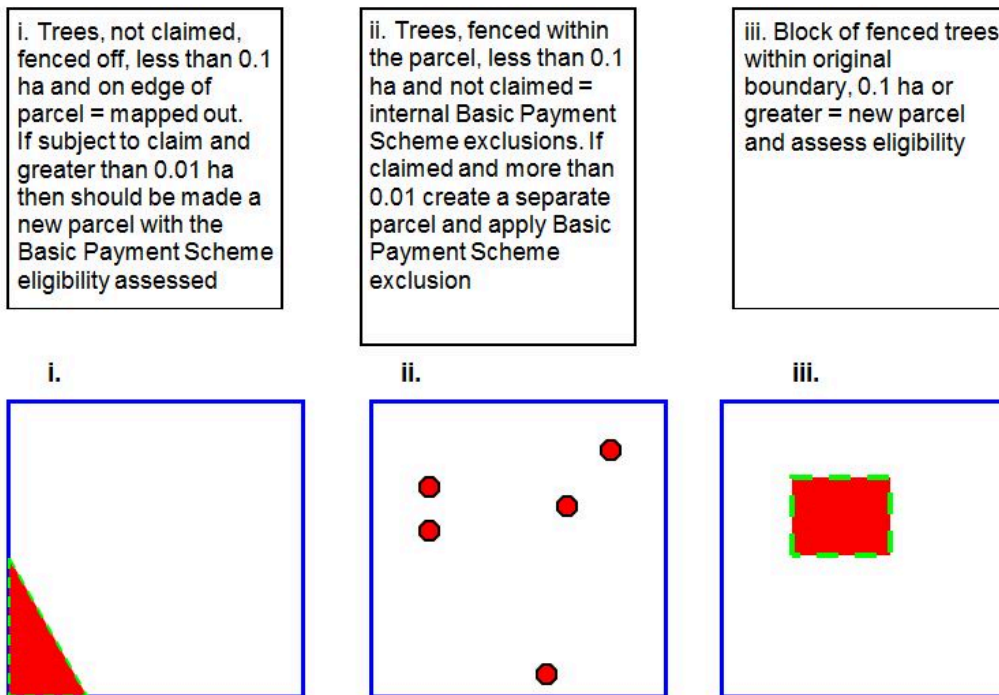 i. Trees, not claimed,
fenced off, less than 0.1
ha and on edge of
parcel = mapped out.
If subject to claim and
greater than 0.01 ha
then should be made a
new parcel with the
Basic Payment Scheme
eligibility assessed
ii. Trees, fenced within
the parcel, less than 0.1
ha and not claimed =
internal Basic Payment
Scheme exclusions. If
claimed and more than
0.01 create a separate
parcel and apply Basic
Payment Scheme
exclusion
iii. Block of fenced trees
within original
boundary, 0.1 ha or
greater = new parcel
and assess eligibility
i.
ii.
iii.